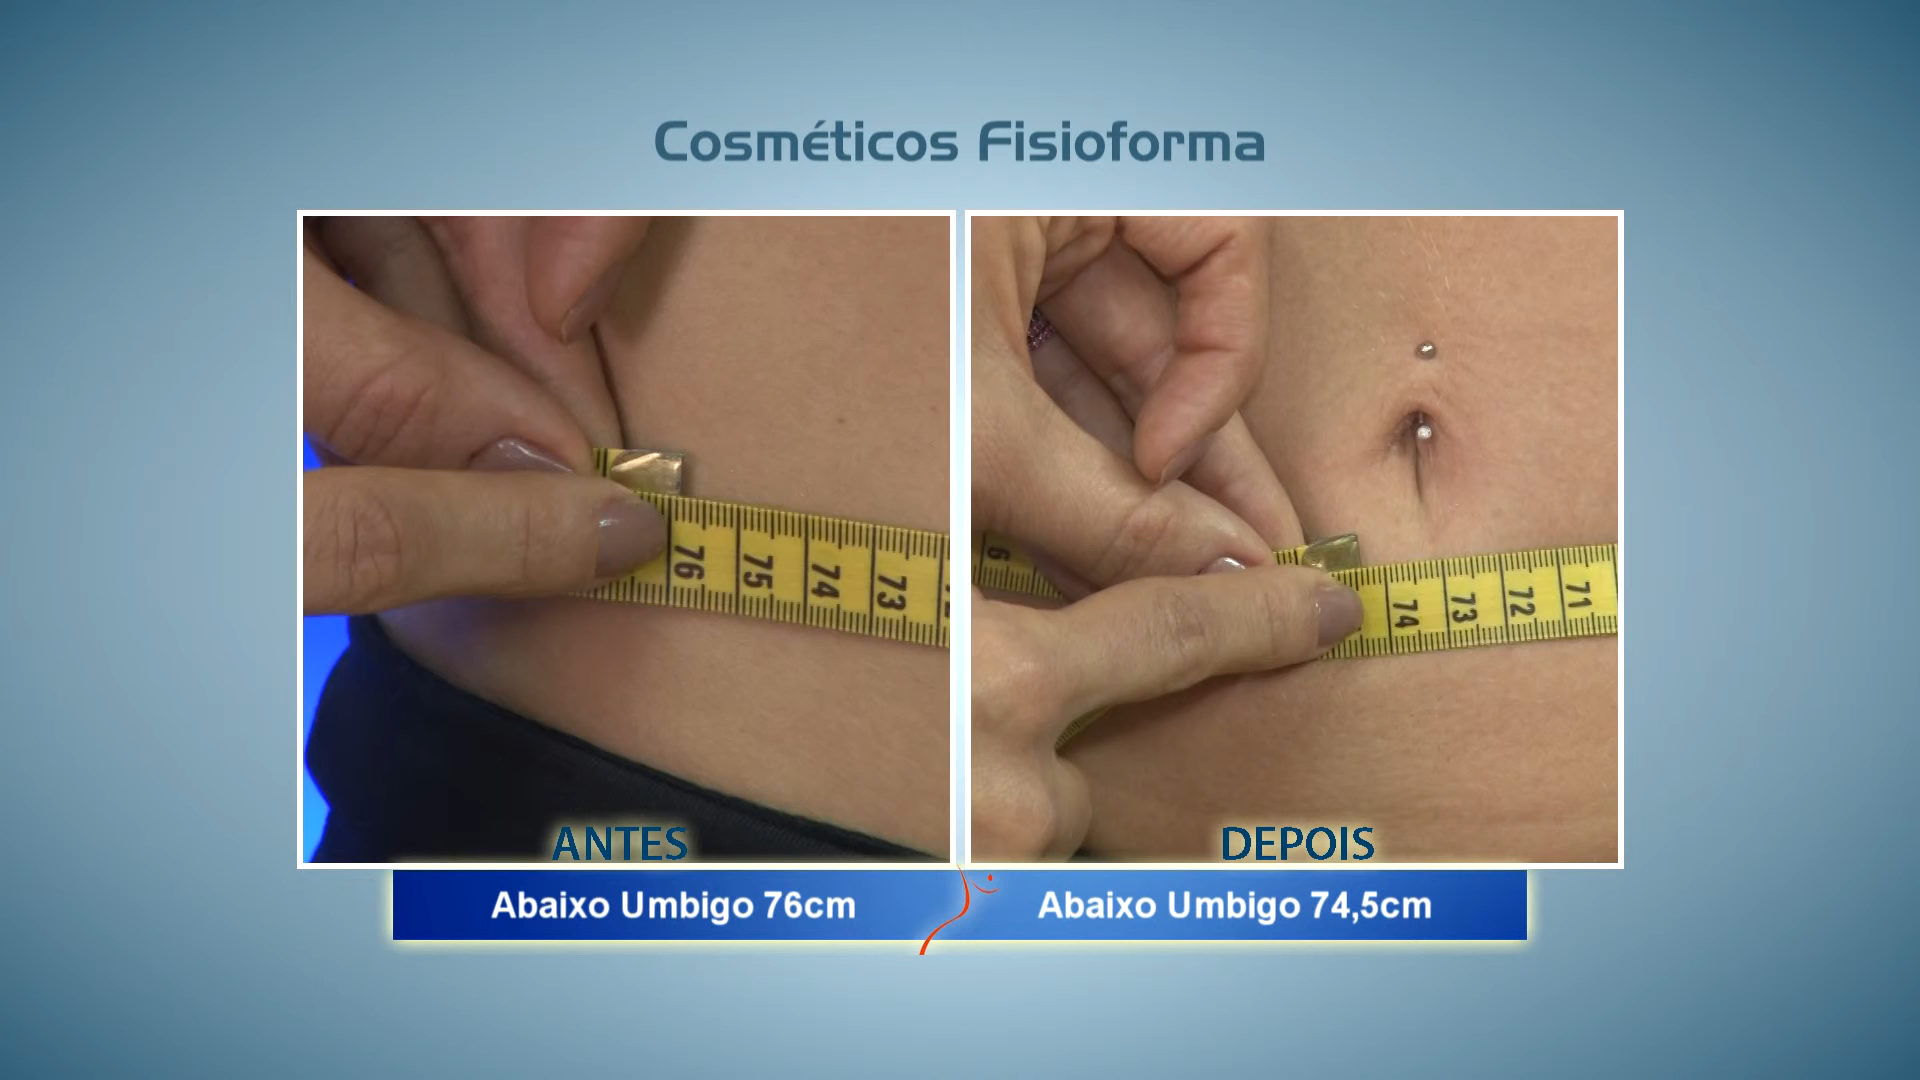 Cosméticos Fisioforma
76 75 74 73
6 74 73 72 71
ANTES
DEPOIS
Abaixo Umbigo 76cm
Abaixo Umbigo 74,5cm